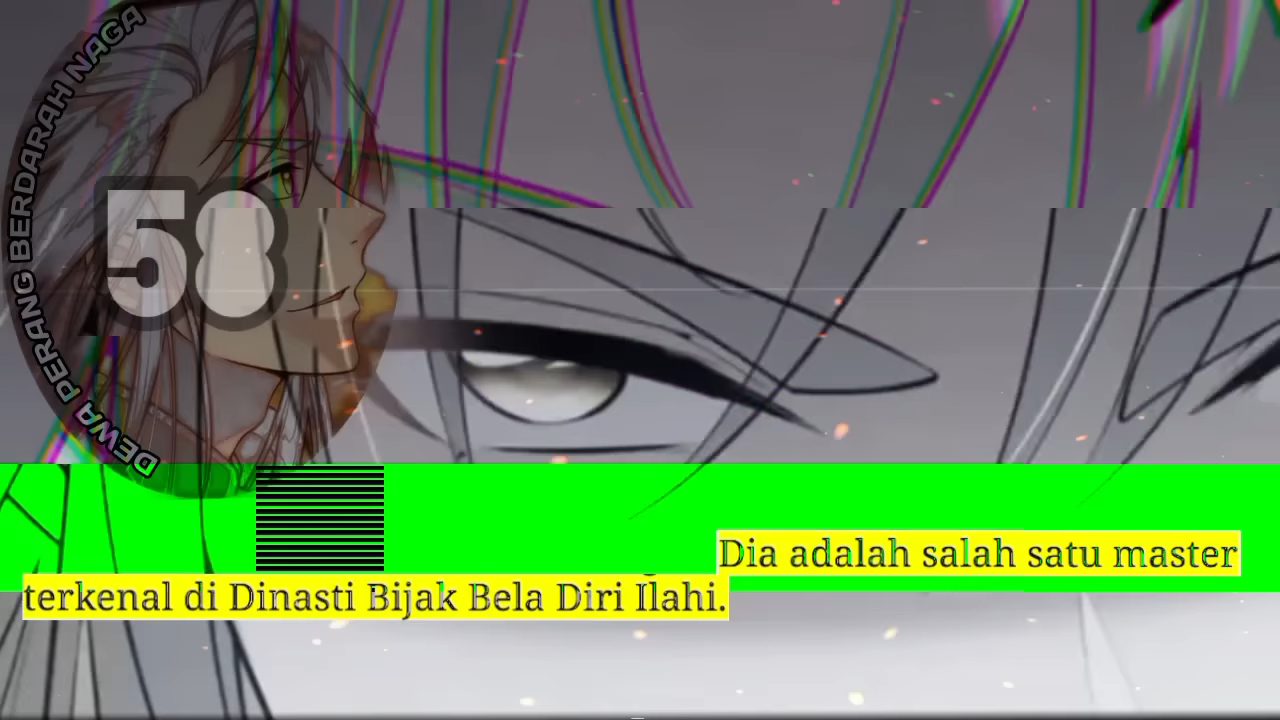 DEWA PERANG BERDARAH NAGA
58
Dia adalah salah satu master
terkenal di Dinasti Bijak Bela Diri Ilahi.